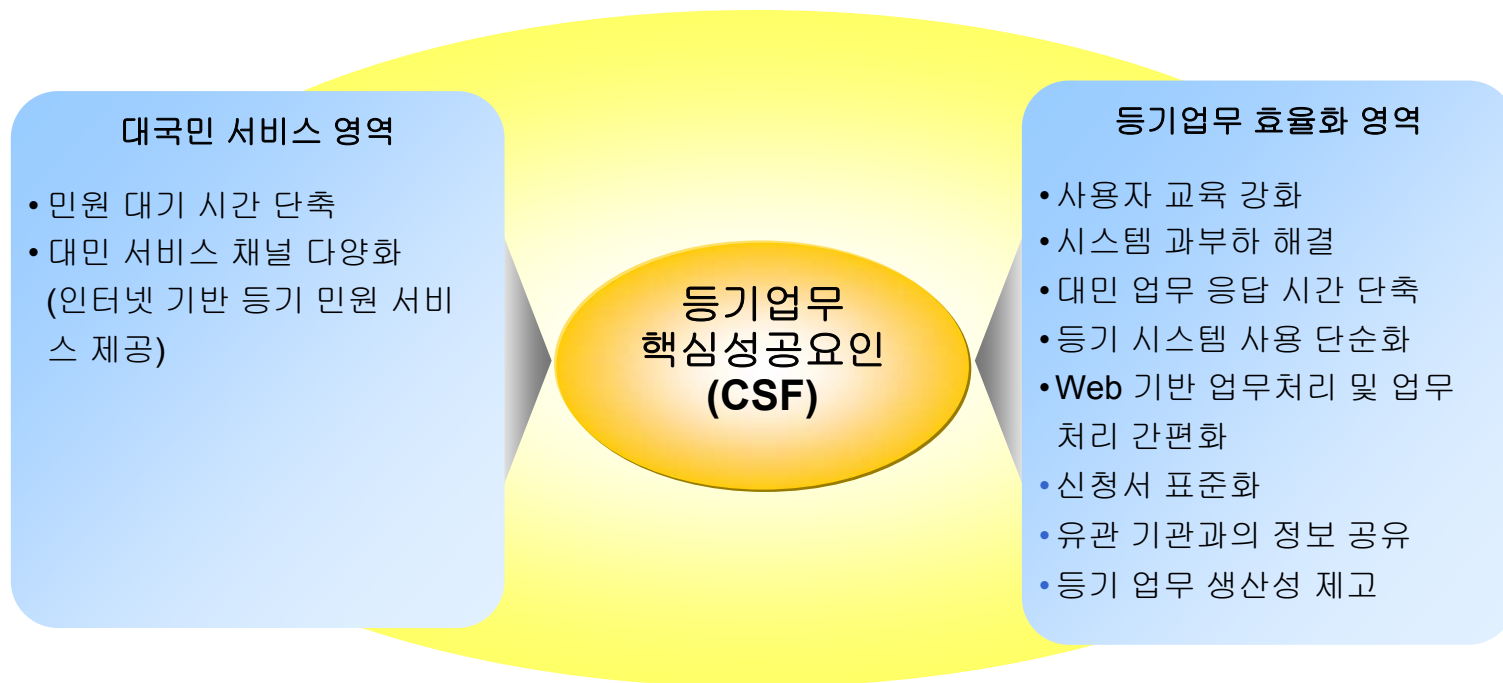 대국민 서비스 영역
• 민원 대기 시간 단축
• 대민 서비스 채널 다양화
(인터넷 기반 등기 민원 서비
스 제공)
등기업무
핵심성공요인
(CSF)
등기업무 효율화 영역
• 사용자 교육 강화
• 시스템 과부하 해결
• 대민 업무 응답 시간 단축
• 등기 시스템 사용 단순화
• Web 기반 업무처리 및 업무
처리 간편화
• 신청서 표준화
• 유관 기관과의 정보 공유
• 등기 업무 생산성 제고